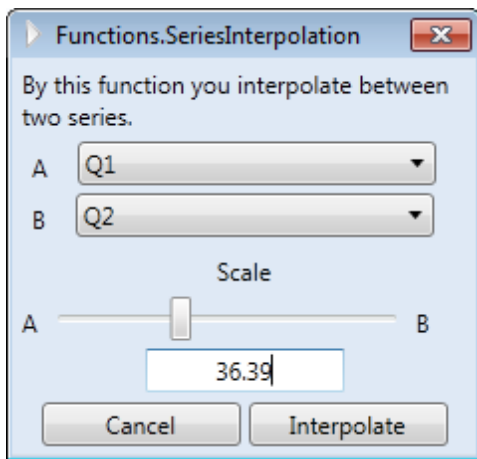 Functions.SeriesInterpolation
By this function you interpolate between
two series.
A Q1
B Q2
Scale
A B
36.39
Cancel Interpolate